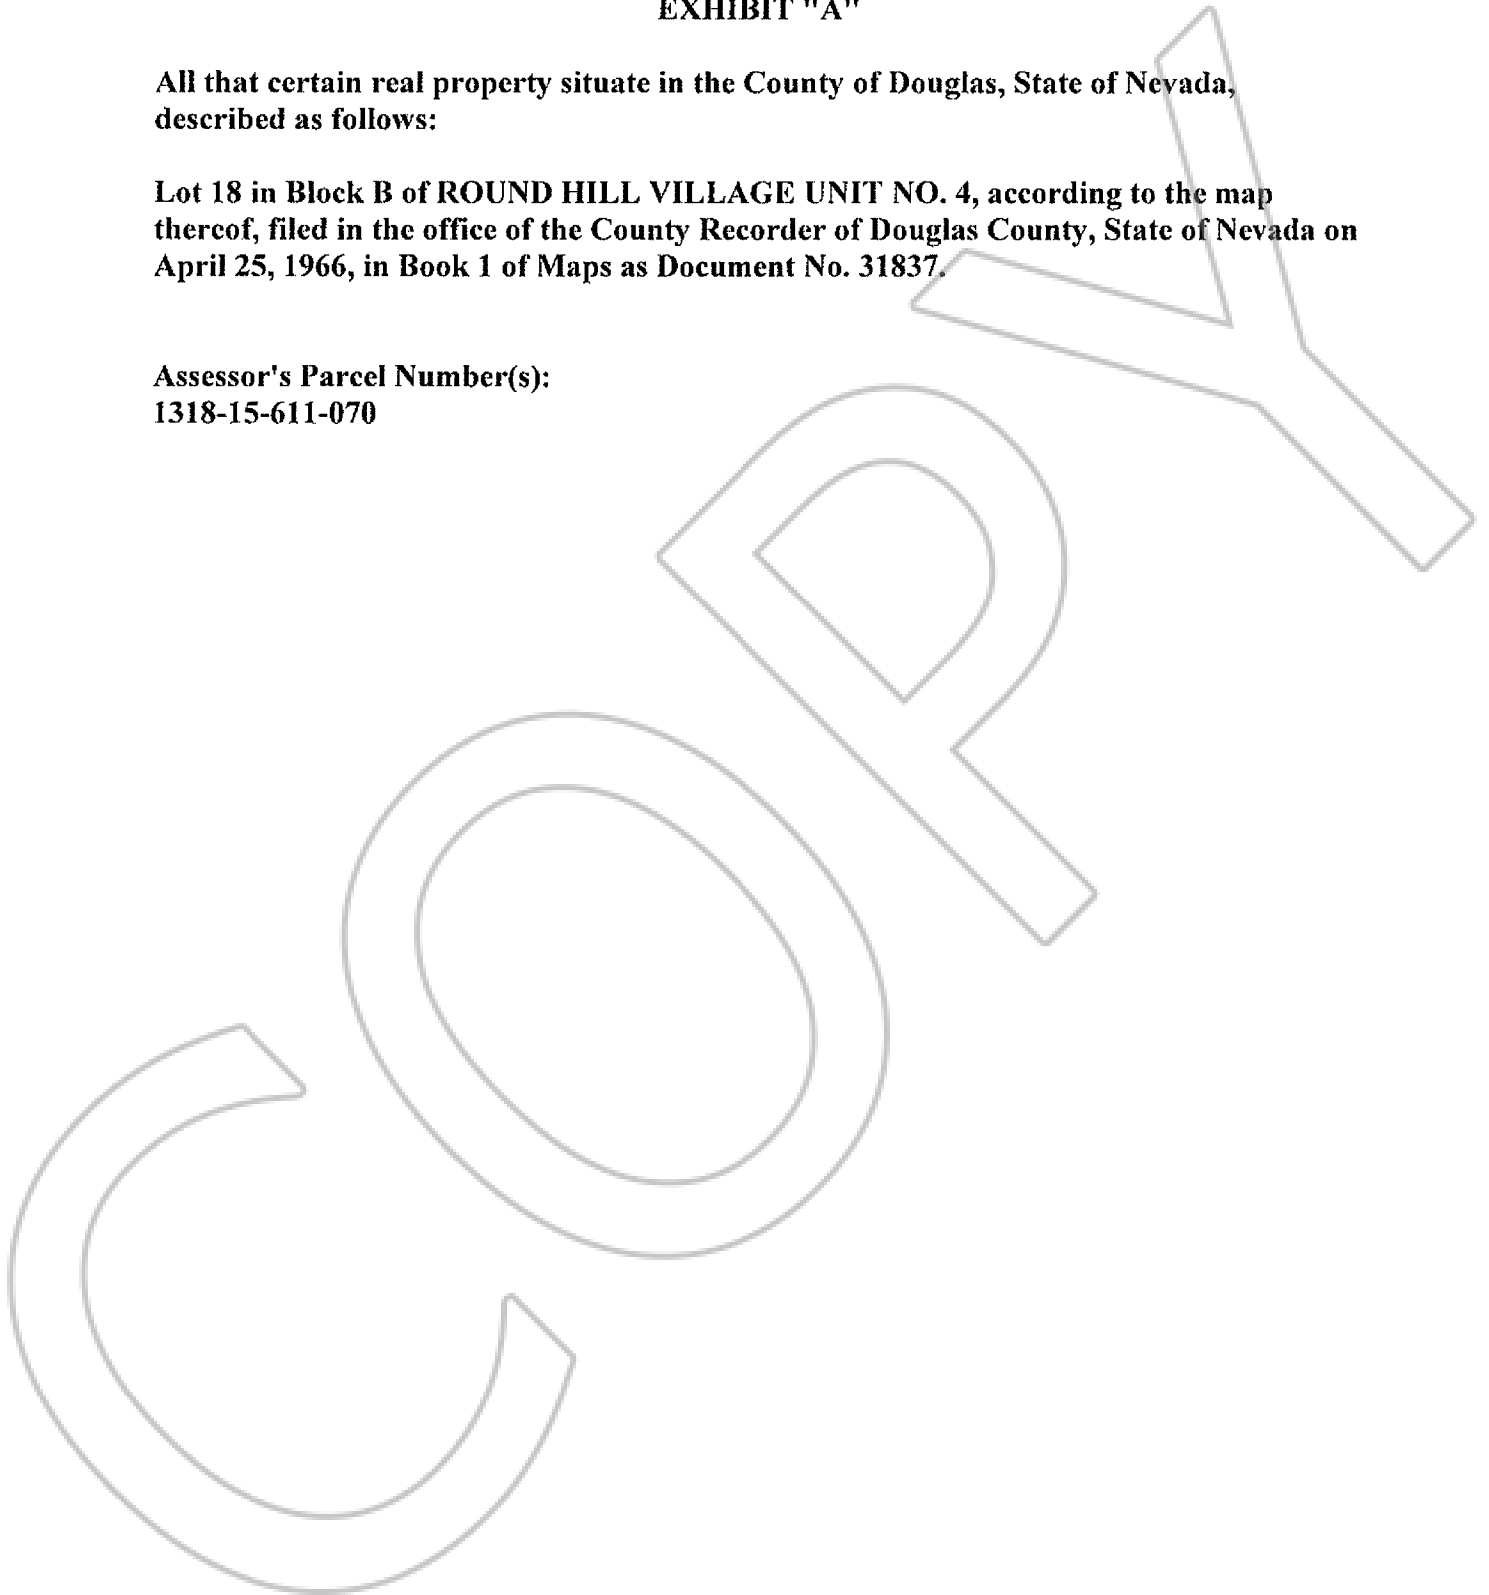 EXHIBIT "A"
All that certain real property situate in the County of Douglas, State of Nevada,
described as follows:
Lot 18 in Block B of ROUND HILL VILLAGE UNIT NO. 4, according to the map
thereof, filed in the office of the County Recorder of Douglas County, State of Nevada on
April 25, 1966, in Book 1 of Maps as Document No. 31837.
Assessor's Parcel Number(s):
1318-15-611-070
COPY